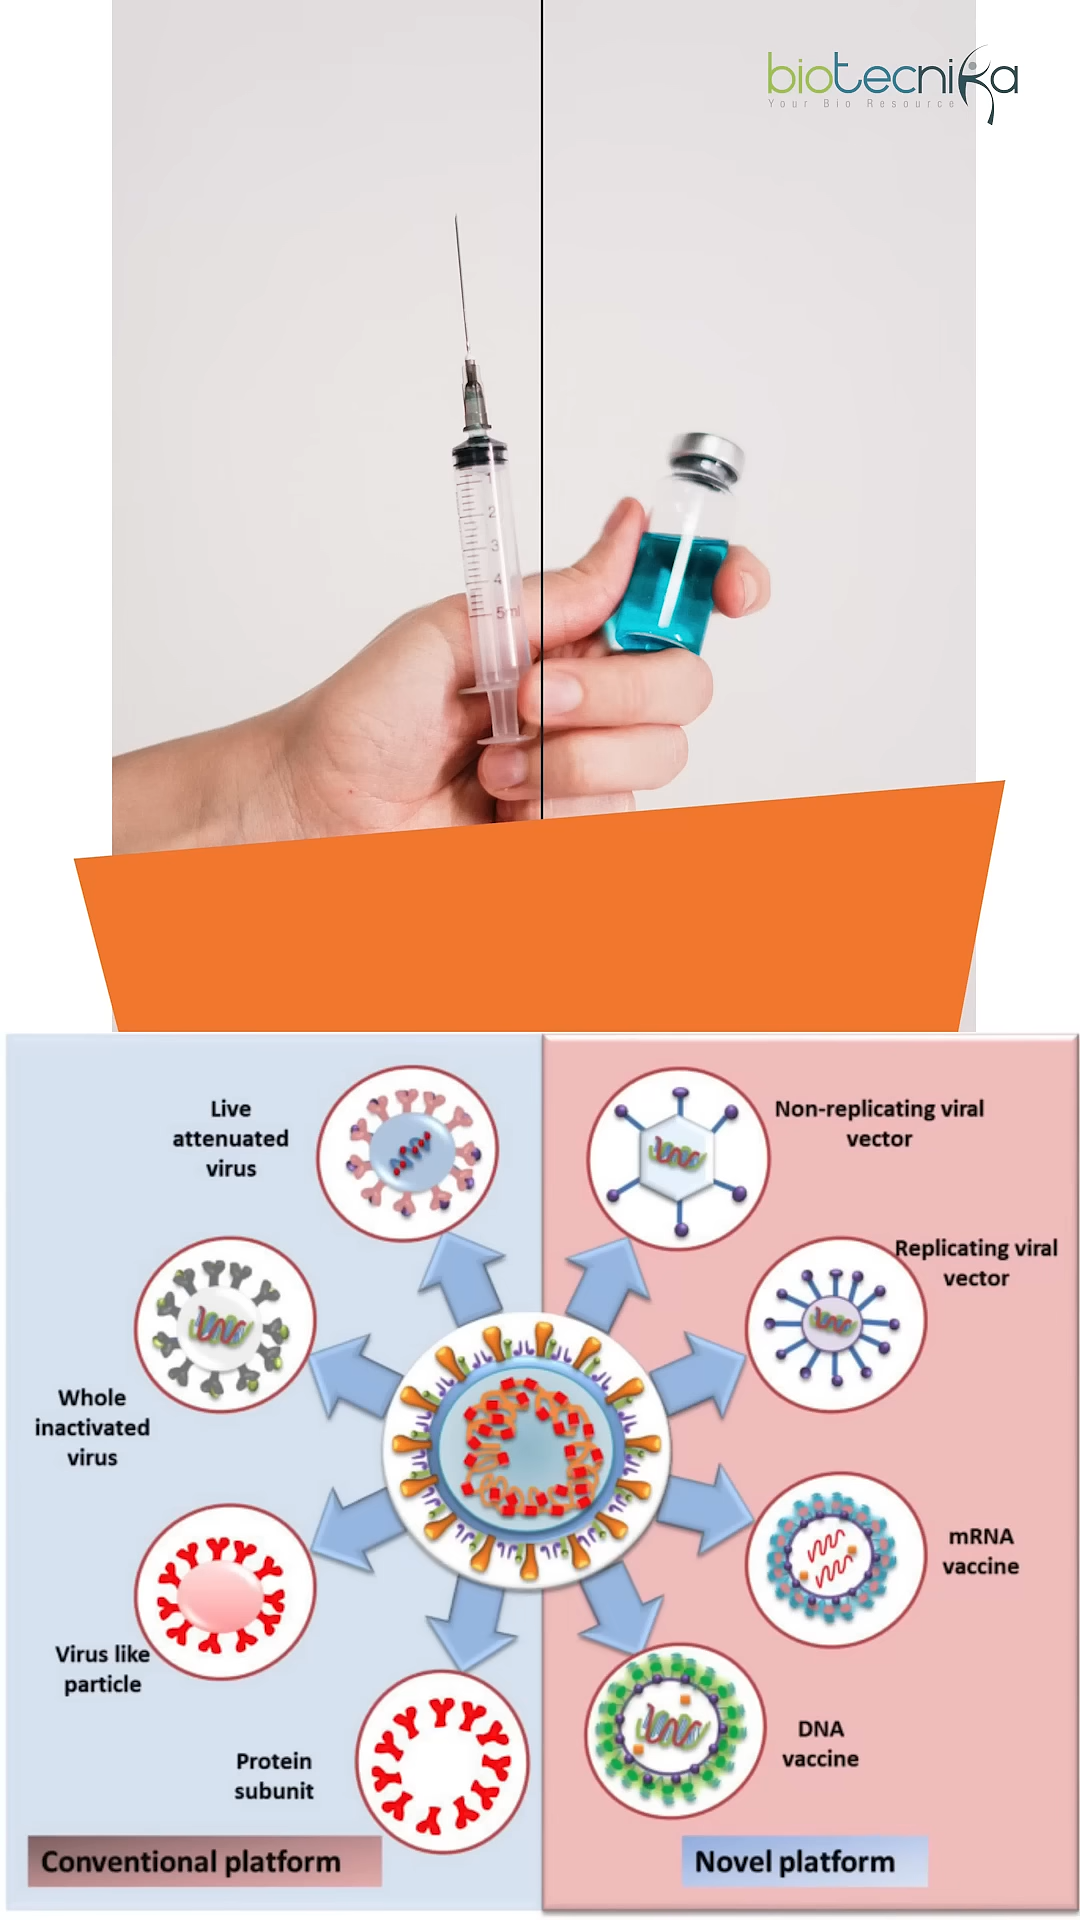 biotecnika
Your Bio Resource
1
2
3
4
5ml
Live
attenuated
virus
Non-replicating viral
vector
Replicating viral
vector
Whole
inactivated
virus
mRNA
vaccine
Virus like
particle
DNA
vaccine
Protein
subunit
Conventional platform
Novel platform